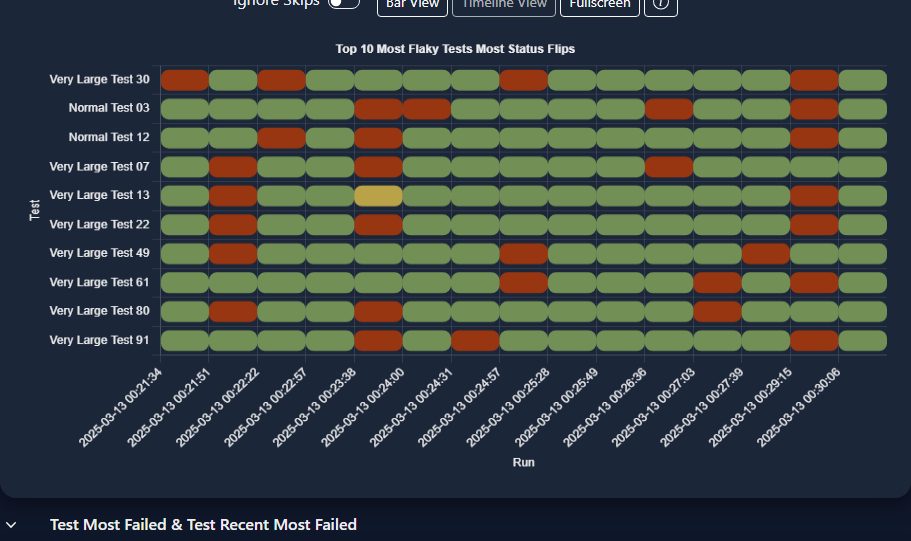 Ignore Skips
Bar View
Timeline View
Fullscreen
Top 10 Most Flaky Tests Most Status Flips
Very Large Test 30
Normal Test 03
Normal Test 12
Very Large Test 07
Very Large Test 13
Very Large Test 22
Very Large Test 49
Very Large Test 61
Very Large Test 80
Very Large Test 91
Test
2025-03-13 00:21:34
2025-03-13 00:21:51
2025-03-13 00:22:22
2025-03-13 00:22:57
2025-03-13 00:23:38
2025-03-13 00:24:00
2025-03-13 00:24:31
2025-03-13 00:24:57
2025-03-13 00:25:28
2025-03-13 00:25:49
2025-03-13 00:26:36
2025-03-13 00:27:03
2025-03-13 00:27:39
2025-03-13 00:29:15
2025-03-13 00:30:06
Run
Test Most Failed & Test Recent Most Failed